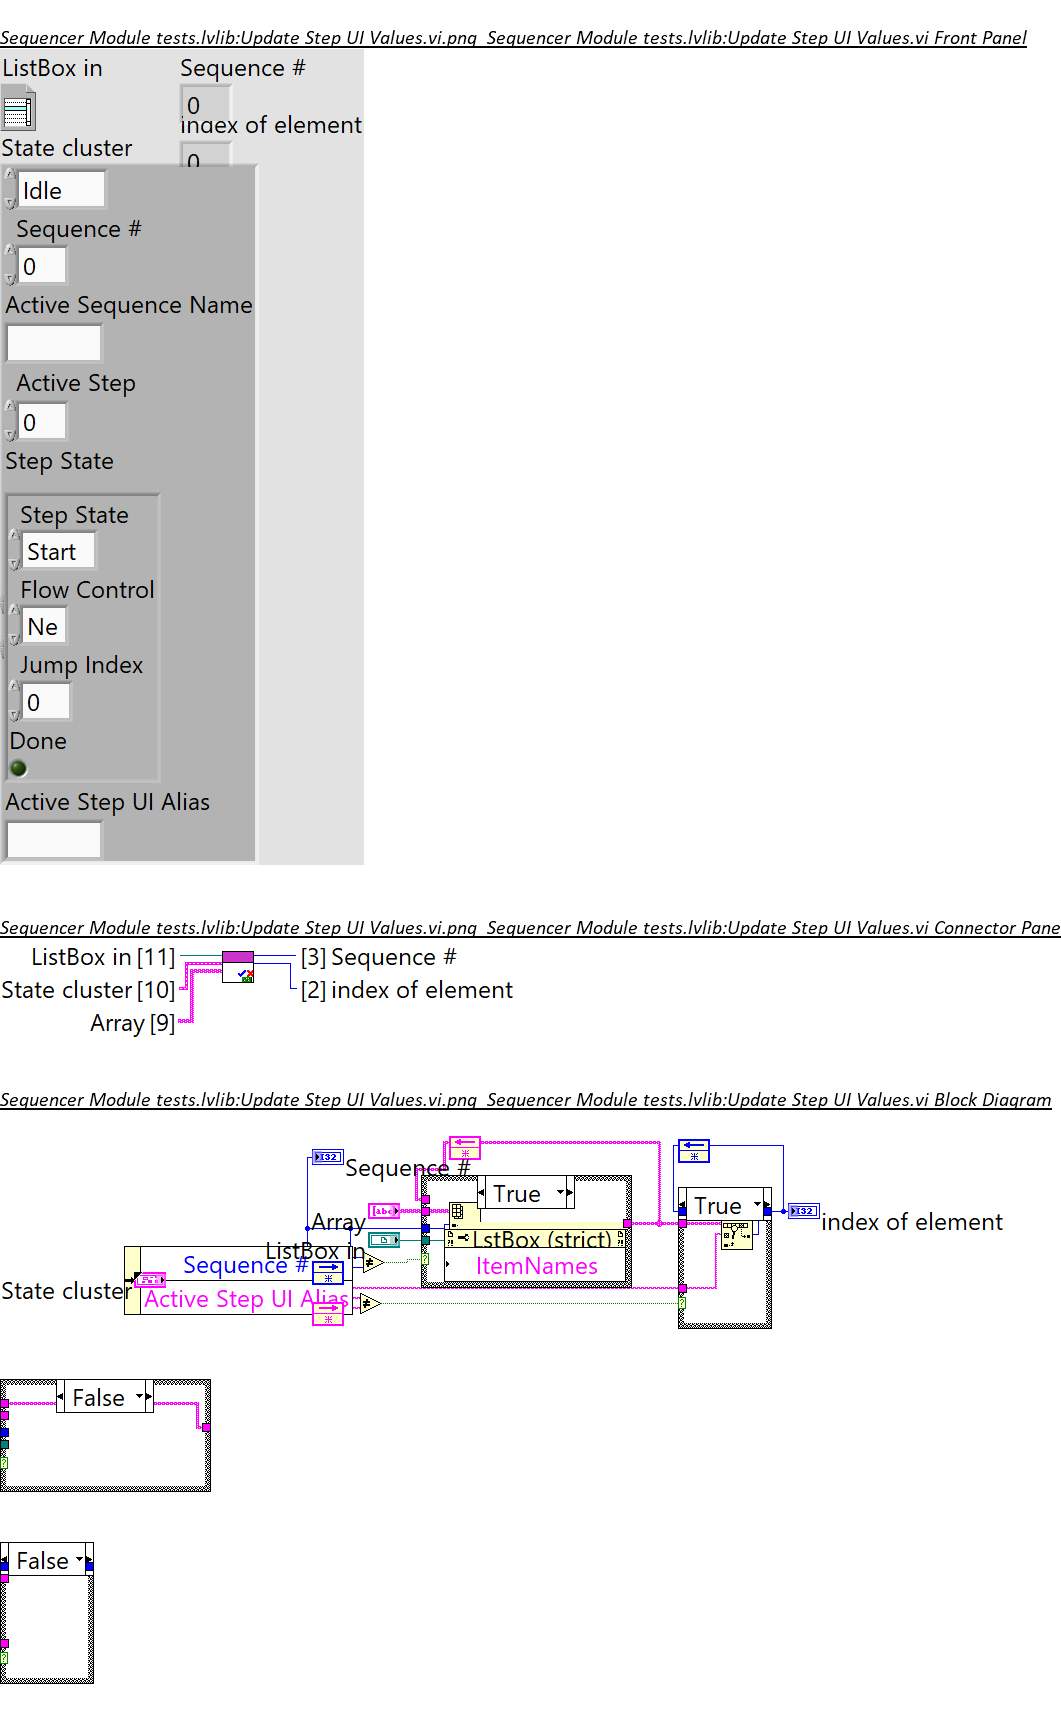 Sequencer Module tests.lvlib:Update Step UI Values.vi.png Sequencer Module tests.lvlib:Update Step UI Values.vi Front Panel
ListBox in
Sequence #
0
index of element
0
State cluster
Idle
Sequence #
0
Active Sequence Name
Active Step
0
Step State
Step State
Start
Flow Control
Ne
Jump Index
0
Done
Active Step UI Alias
Sequencer Module tests.lvlib:Update Step UI Values.vi.png Sequencer Module tests.lvlib:Update Step UI Values.vi Connector Pane
ListBox in [11] [3] Sequence #
State cluster [10] [2] index of element
Array [9]
Sequencer Module tests.lvlib:Update Step UI Values.vi.png Sequencer Module tests.lvlib:Update Step UI Values.vi Block Diagram
I32
Sequence #
True
Abc
Array
True
I32
index of element
LstBox (strict)
ListBox in
Sequence #
ItemNames
State cluster
Active Step UI Alias
False
False